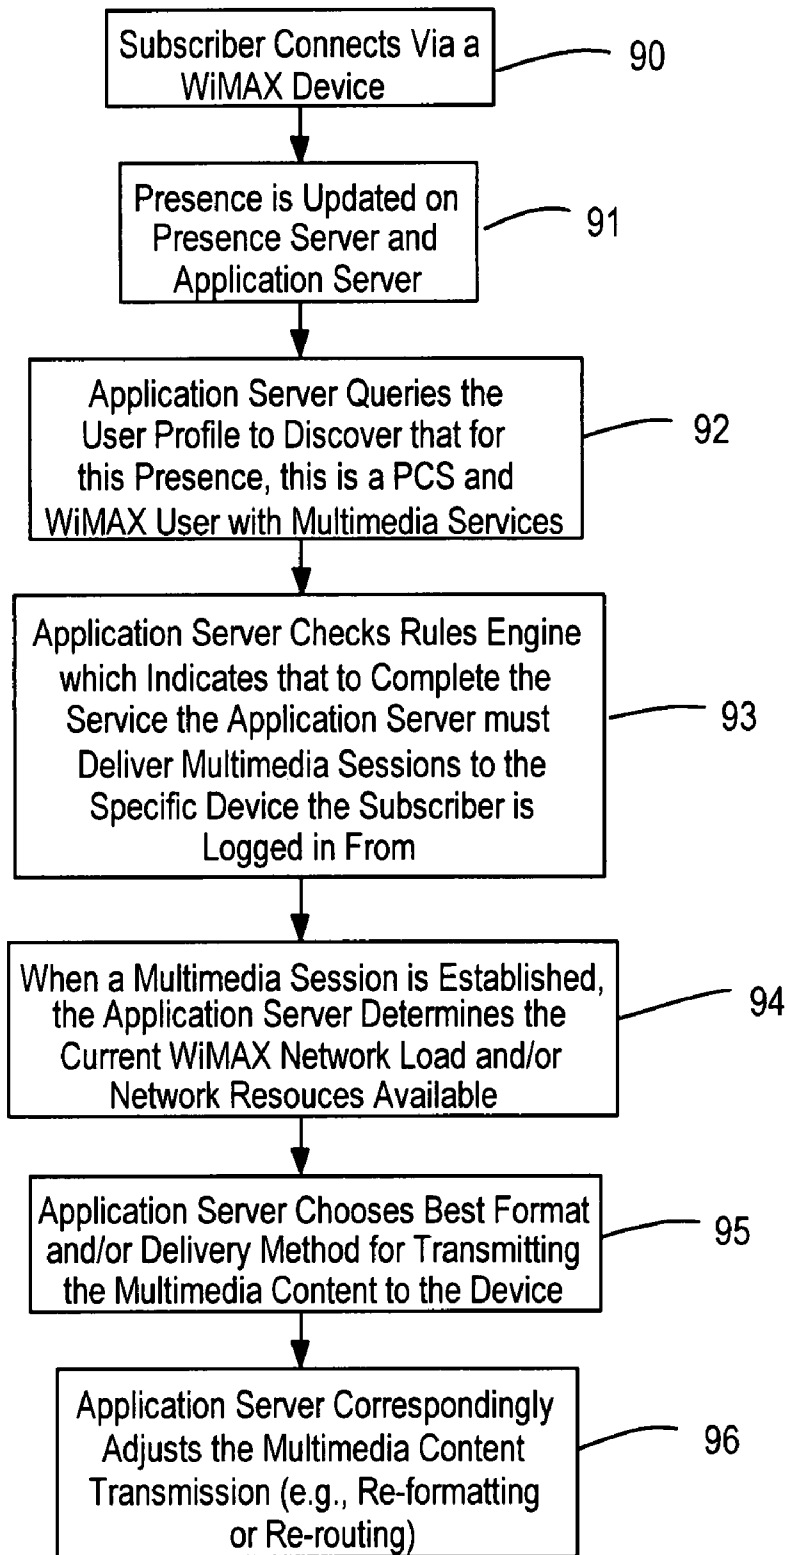 Subscriber Connects Via a
WiMAX Device
90
Presence is Updated on
Presence Server and
Application Server
91
Application Server Queries the
User Profile to Discover that for
this Presence, this is a PCS and
WiMAX User with Multimedia Services
92
Application Server Checks Rules Engine
which Indicates that to Complete the
Service the Application Server must
Deliver Multimedia Sessions to the
Specific Device the Subscriber is
Logged in From
93
When a Multimedia Session is Established,
the Application Server Determines the
Current WiMAX Network Load and/or
Network Resouces Available
94
Application Server Chooses Best Format
and/or Delivery Method for Transmitting
the Multimedia Content to the Device
95
Application Server Correspondingly
Adjusts the Multimedia Content
Transmission (e.g., Re-formatting
or Re-routing)
96